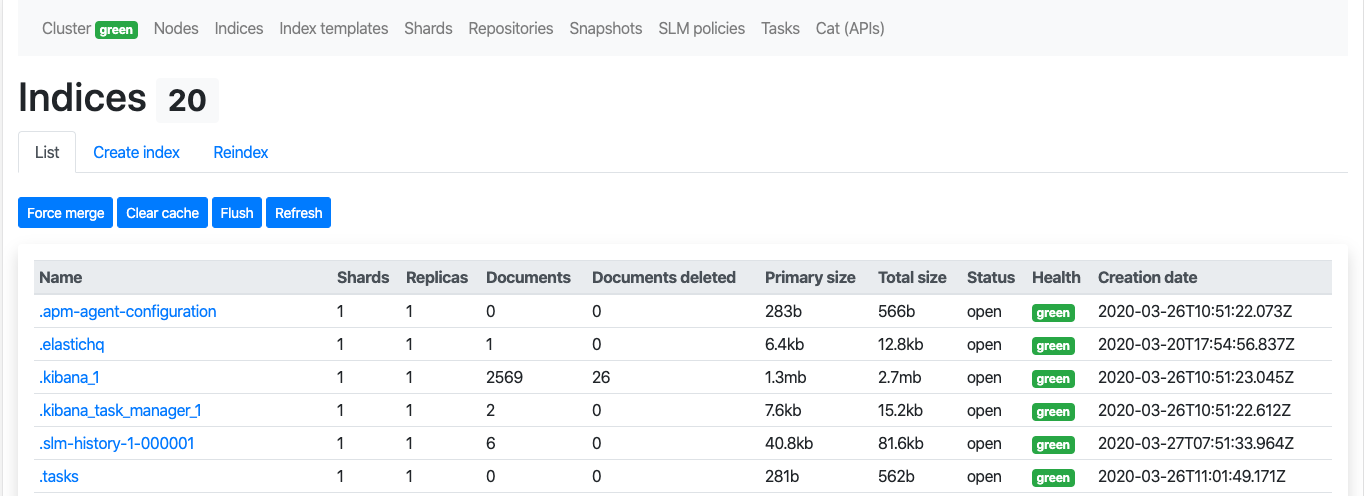 Cluster green Nodes Indices Index templates Shards Repositories Snapshots SLM policies Tasks Cat (APIs)
Indices 20
List Create index Reindex
Force merge Clear cache Flush Refresh
Name Shards Replicas Documents Documents deleted Primary size Total size Status Health Creation date
.apm-agent-configuration 1 1 0 0 283b 566b open green 2020-03-26T10:51:22.073Z
.elastichq 1 1 1 0 6.4kb 12.8kb open green 2020-03-20T17:54:56.837Z
.kibana_1 1 1 2569 26 1.3mb 2.7mb open green 2020-03-26T10:51:23.045Z
.kibana_task_manager_1 1 1 2 0 7.6kb 15.2kb open green 2020-03-26T10:51:22.612Z
.slm-history-1-000001 1 1 6 0 40.8kb 81.6kb open green 2020-03-27T07:51:33.964Z
.tasks 1 1 0 0 281b 562b open green 2020-03-26T11:01:49.171Z